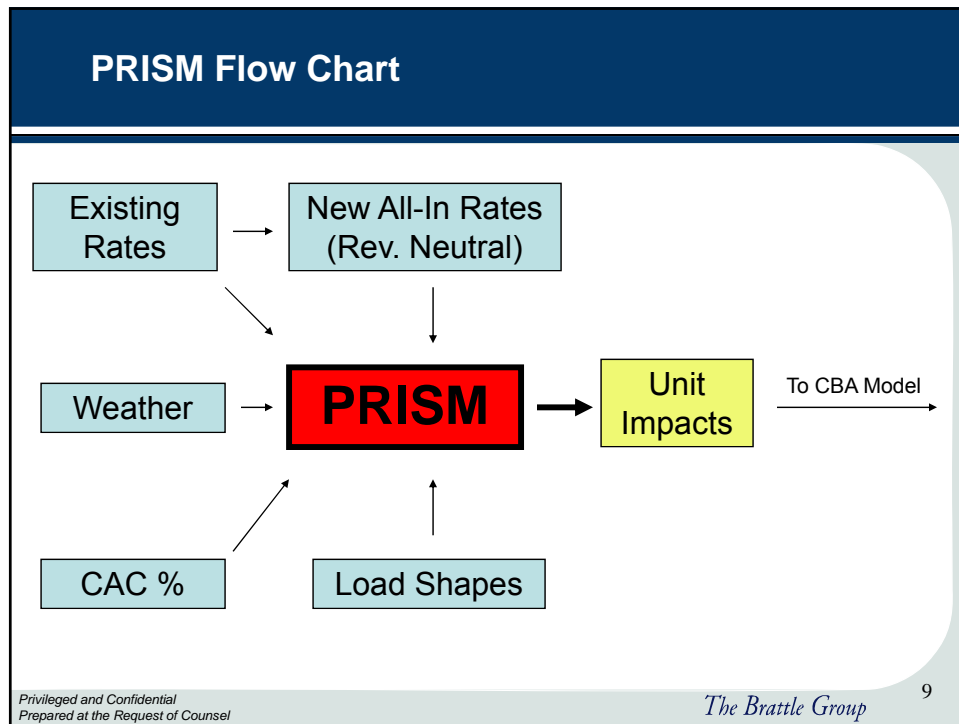 PRISM Flow Chart
Existing
Rates
New All-In Rates
(Rev. Neutral)
Weather
PRISM
Unit
Impacts
To CBA Model
CAC %
Load Shapes
Privileged and Confidential
Prepared at the Request of Counsel
The Brattle Group
9